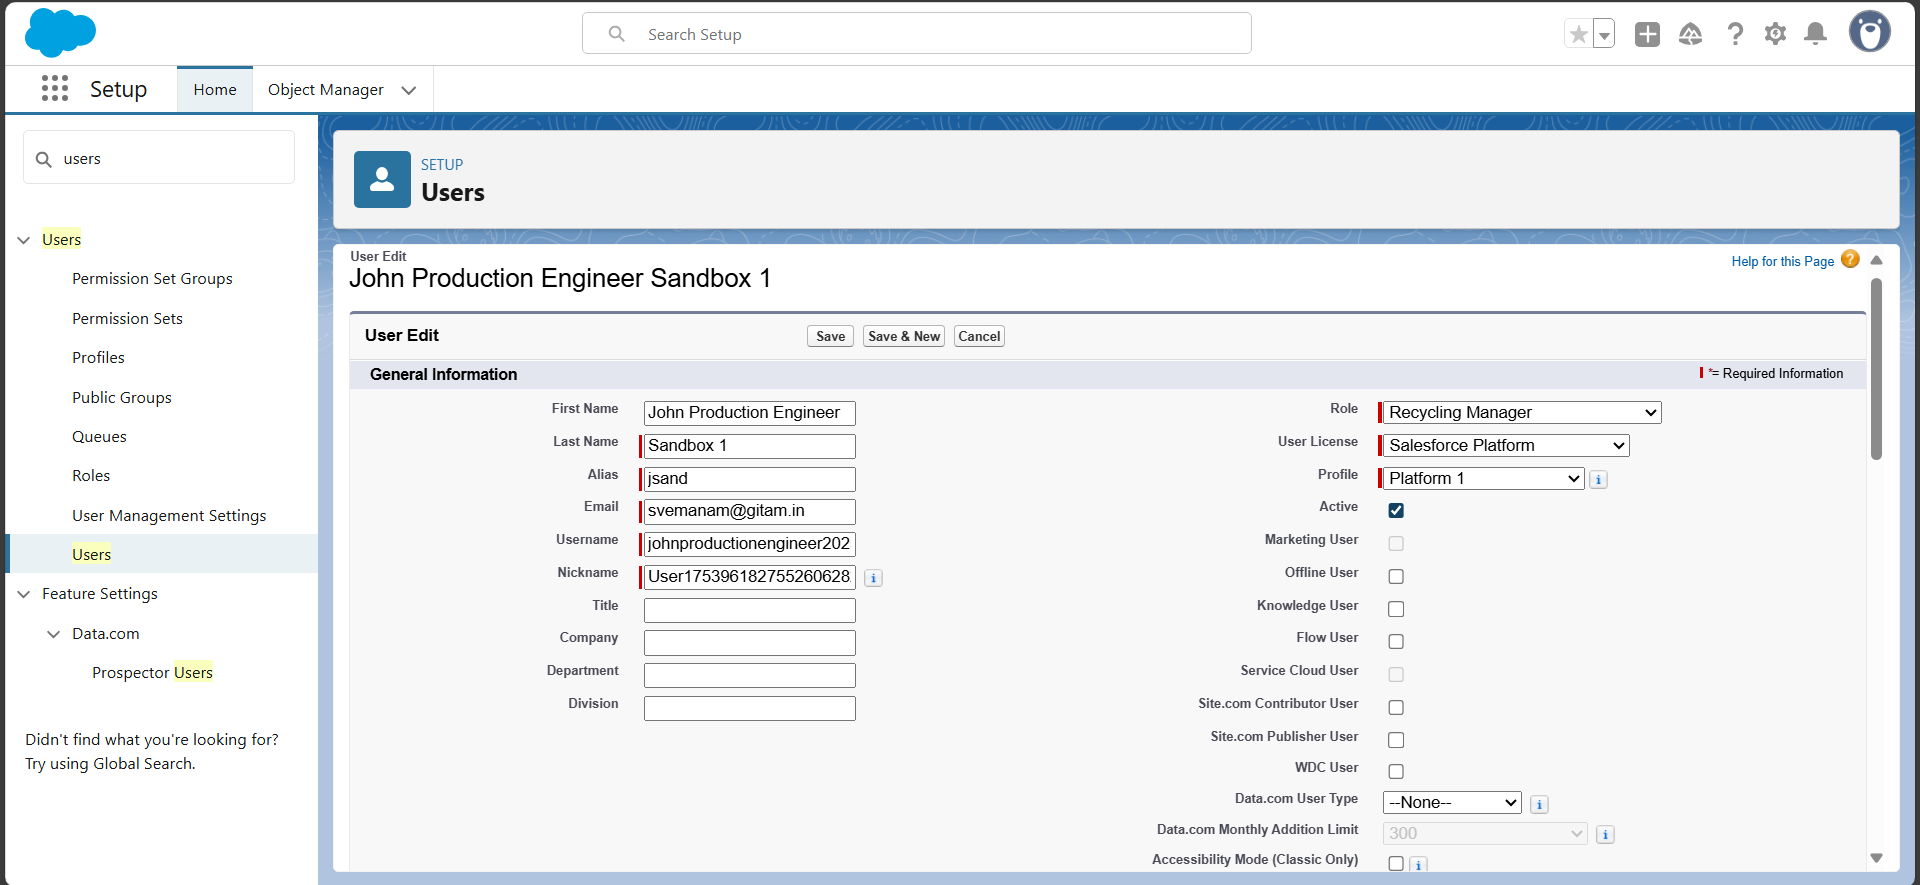 Search Setup
Setup
Home
Object Manager
users
Users
Permission Set Groups
Permission Sets
Profiles
Public Groups
Queues
Roles
User Management Settings
Users
Feature Settings
Data.com
Prospector Users
Didn't find what you're looking for?
Try using Global Search.
SETUP
Users
User Edit
John Production Engineer Sandbox 1
Help for this Page
User Edit
Save
Save & New
Cancel
General Information
*= Required Information
First Name
John Production Engineer
Last Name
Sandbox 1
Alias
jsand
Email
svemanam@gitam.in
Username
johnproductionengineer202
Nickname
User175396182755260628
Title
Company
Department
Division
Role
Recycling Manager
User License
Salesforce Platform
Profile
Platform 1
Active
Marketing User
Offline User
Knowledge User
Flow User
Service Cloud User
Site.com Contributor User
Site.com Publisher User
WDC User
Data.com User Type
--None--
Data.com Monthly Addition Limit
300
Accessibility Mode (Classic Only)